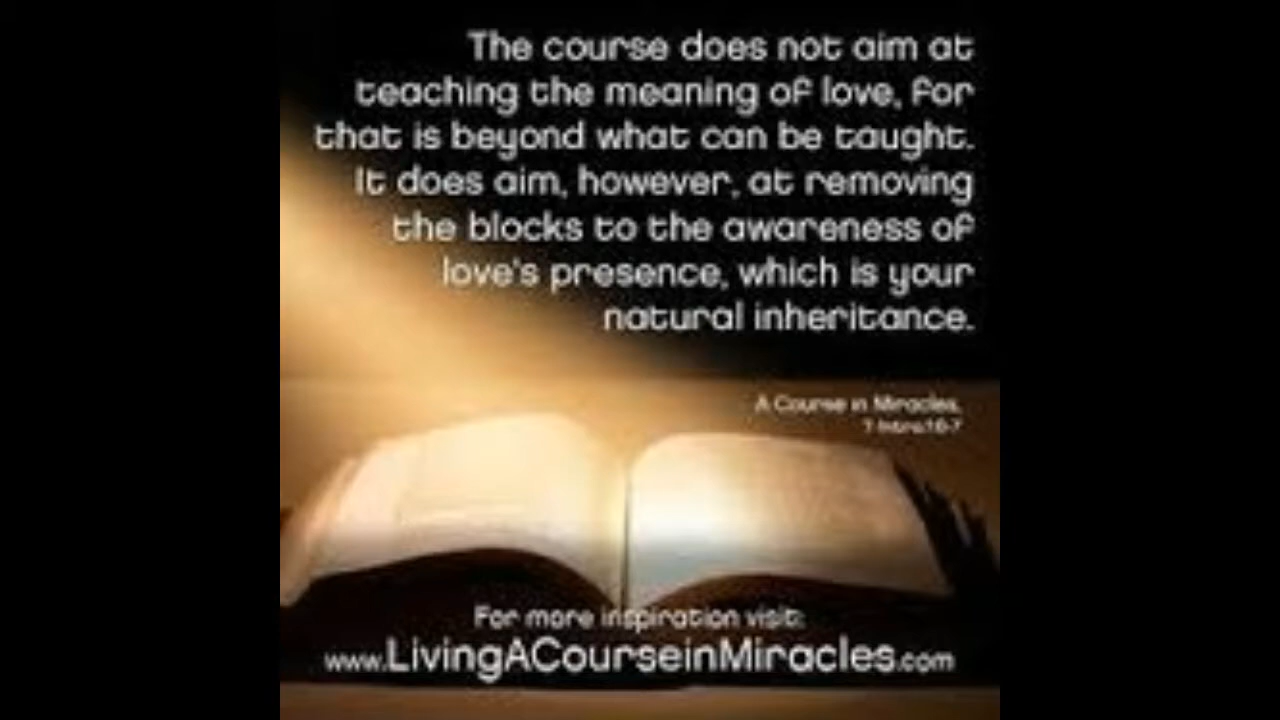 The course does not aim at
teaching the meaning of love, for
that is beyond what can be taught.
It does aim, however, at removing
the blocks to the awareness of
love's presence, which is your
natural inheritance.
A Course in Miracles,
For more inspiration visit:
www.LivingACourseinMiracles.com